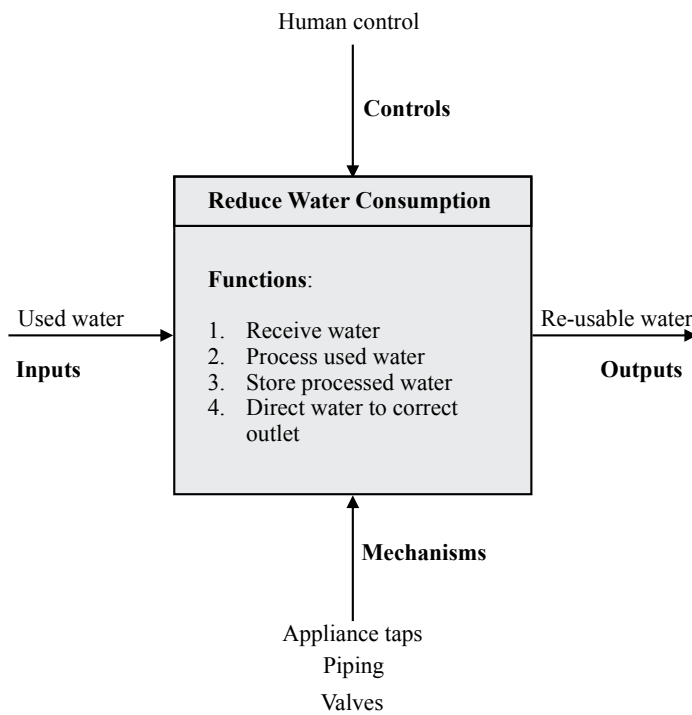 Human control
Controls
Reduce Water Consumption
Functions:
1. Receive water
2. Process used water
3. Store processed water
4. Direct water to correct
outlet
Used water
Inputs
Re-usable water
Outputs
Mechanisms
Appliance taps
Piping
Valves